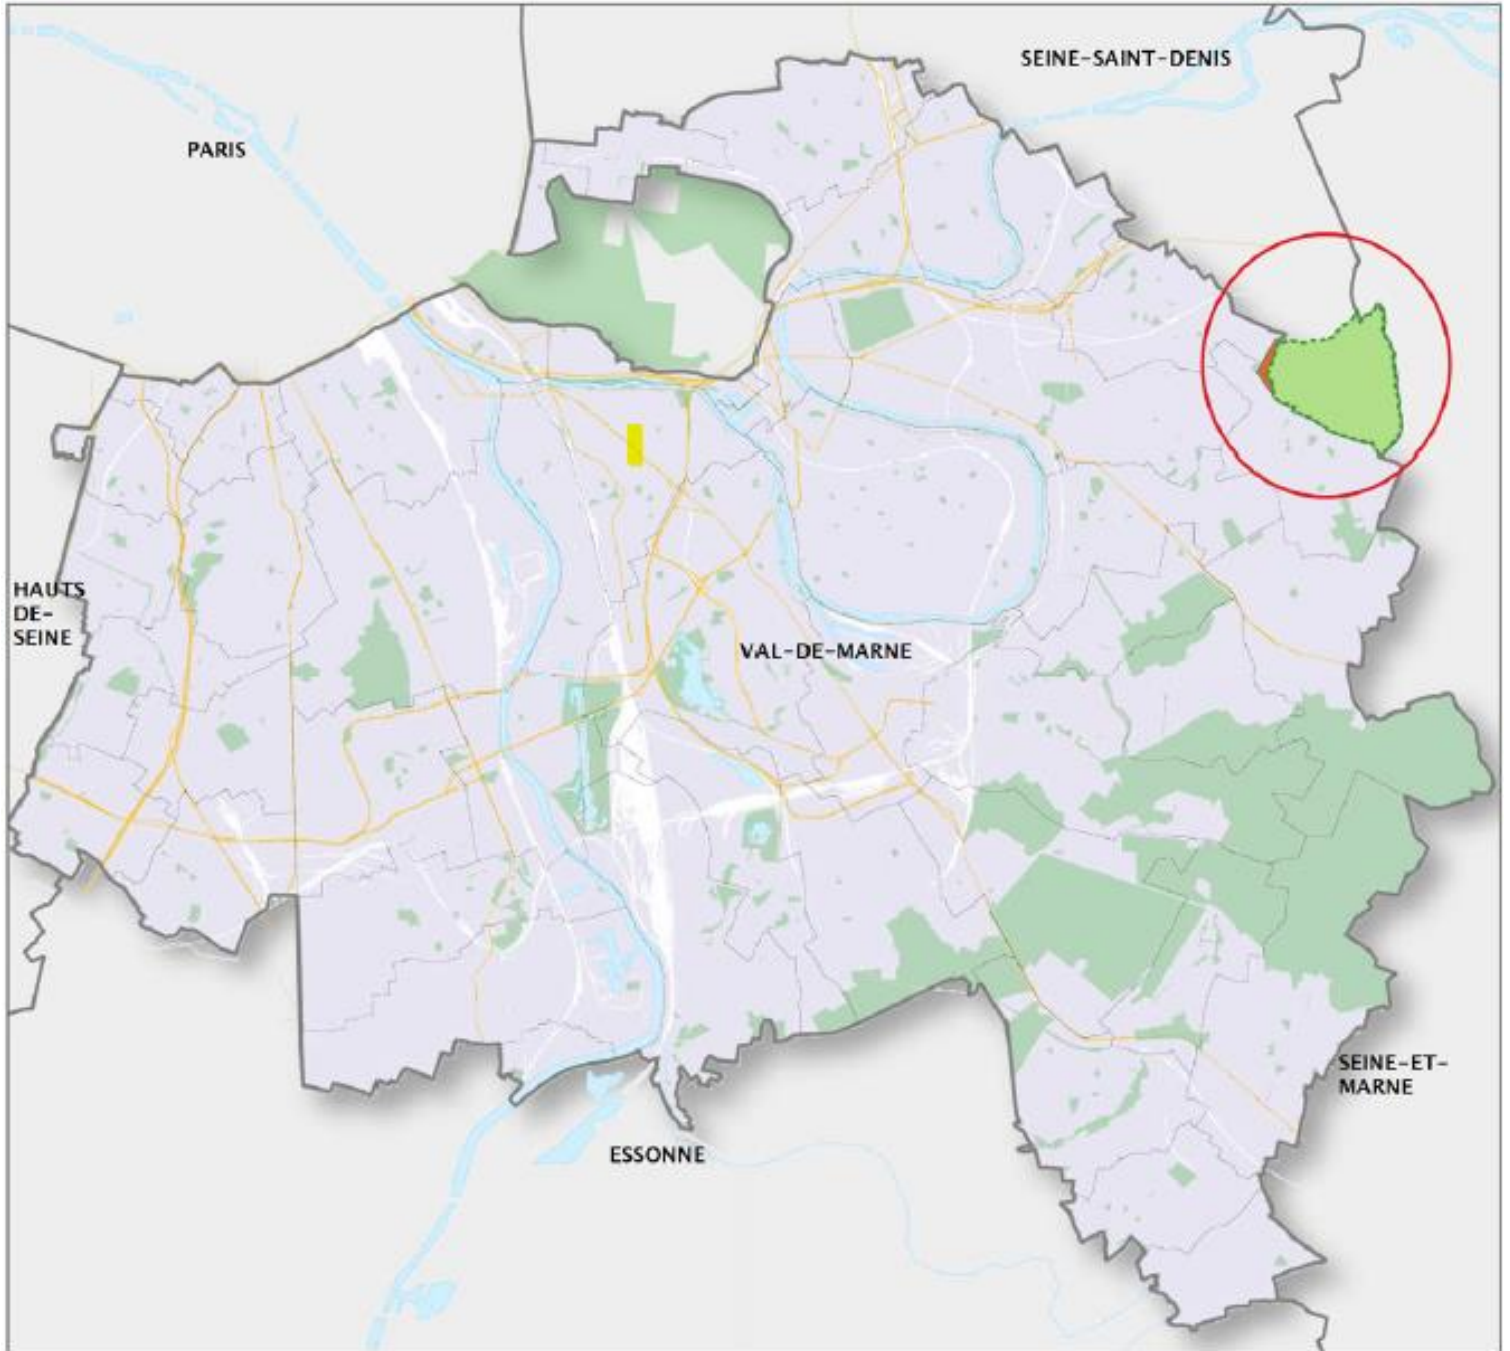 SEINE-SAINT-DENIS
PARIS
HAUTS
DE-
SEINE
VAL-DE-MARNE
SEINE-ET-
MARNE
ESSONNE